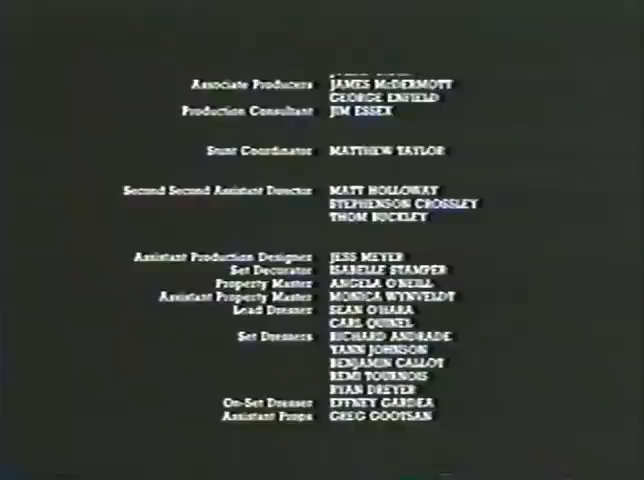 Associate Producers JAMES McDERMOTT
GEORGE ENFIELD
Production Consultant JIM ESSEX
Stunt Coordinator MATTHEW TAYLOR
Second Second Assistant Director MATT HOLLOWAY
STEPHENSON CROSSLEY
THOM BUCKLEY
Assistant Production Designer JESS MEYER
Set Decorator ISABELLE STAMPER
Property Master ANGELA O'NEILL
Assistant Property Master MONICA WYNVELDT
Lead Dresser SEAN O'HARA
CARL QUINEL
Set Dressers RICHARD ANDRADE
YANN JOHNSON
BENJAMIN CALLOT
REMI TOURNOIS
RYAN DREYER
On-Set Dresser EFFNEY GARDEA
Assistant Props GREG GOOTSAN